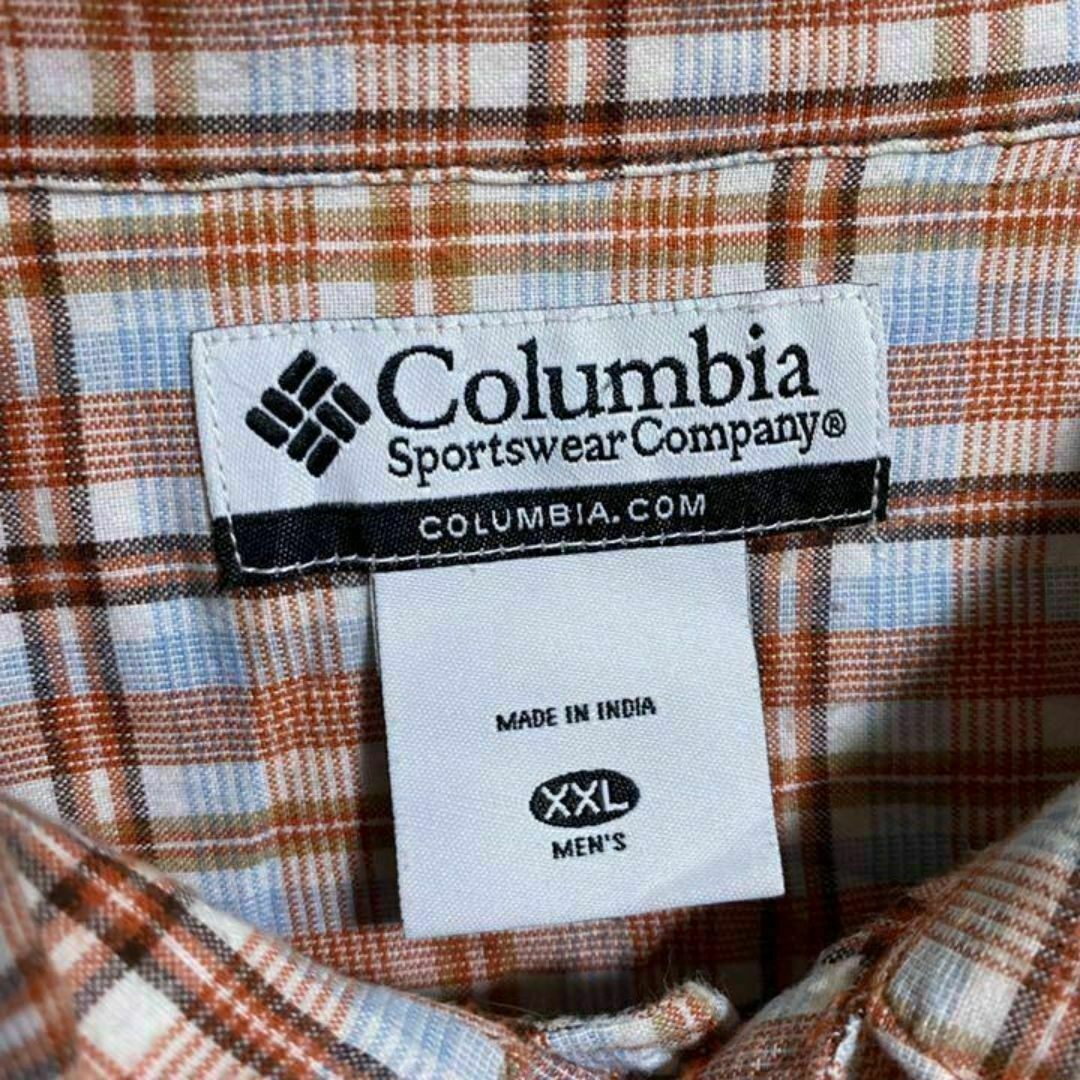 Columbia
Sportswear Company®
COLUMBIA.COM
MADE IN INDIA
XXL
MEN'S